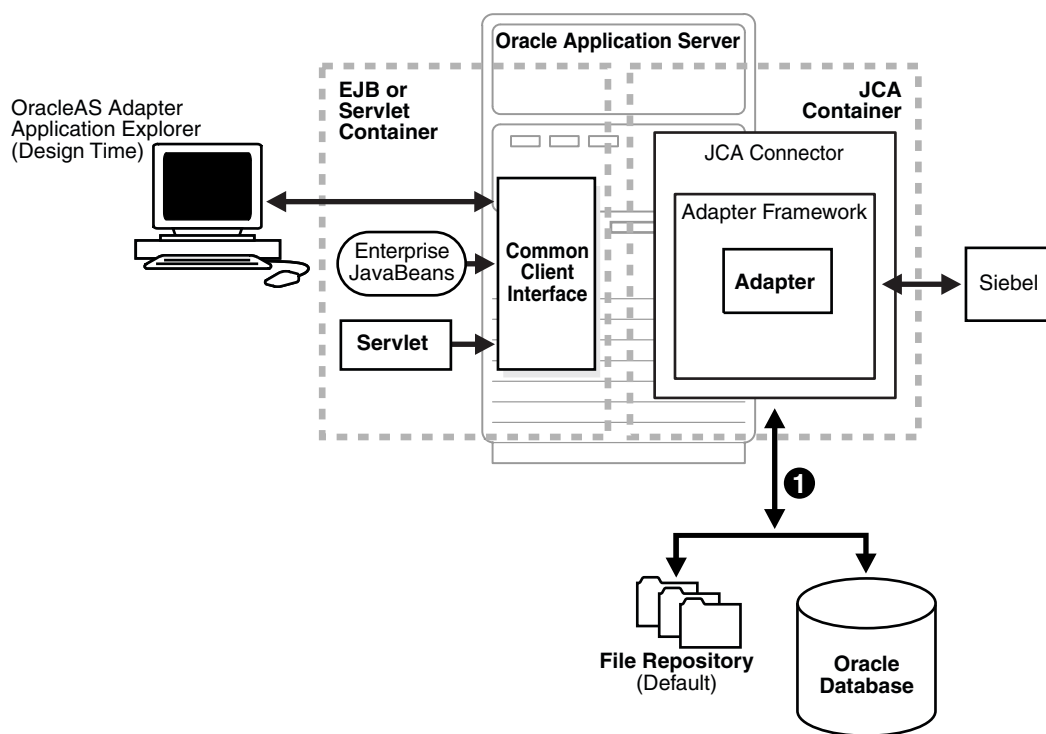 Oracle Application Server
EJB or
Servlet
Container
JCA
Container
OracleAS Adapter
Application Explorer
(Design Time)
JCA Connector
Adapter Framework
Enterprise
JavaBeans
Common
Client
Interface
Adapter
Siebel
Servlet
1
File Repository
(Default)
Oracle
Database